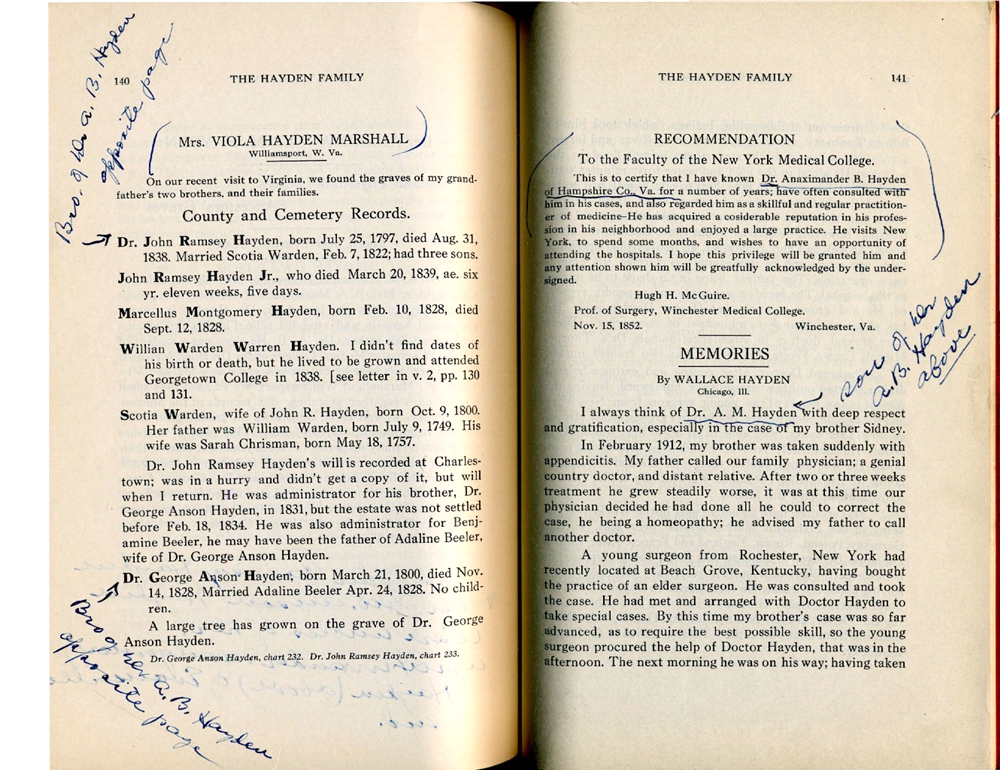 140
THE HAYDEN FAMILY
Bro. of Dr. A. B. Hayden
opposite page
Mrs. VIOLA HAYDEN MARSHALL
Williamsport, W. Va.
On our recent visit to Virginia, we found the graves of my grand-
father's two brothers, and their families.
County and Cemetery Records.
Dr. John Ramsey Hayden, born July 25, 1797, died Aug. 31,
1838. Married Scotia Warden, Feb. 7, 1822; had three sons.
John Ramsey Hayden Jr., who died March 20, 1839, ae. six
yr. eleven weeks, five days.
Marcellus Montgomery Hayden, born Feb. 10, 1828, died
Sept. 12, 1828.
Willian Warden Warren Hayden. I didn't find dates of
his birth or death, but he lived to be grown and attended
Georgetown College in 1838. [see letter in v. 2, pp. 130
and 131.
Scotia Warden, wife of John R. Hayden, born Oct. 9, 1800.
Her father was William Warden, born July 9, 1749. His
wife was Sarah Chrisman, born May 18, 1757.
Dr. John Ramsey Hayden's will is recorded at Charles-
town; was in a hurry and didn't get a copy of it, but will
when I return. He was administrator for his brother, Dr.
George Anson Hayden, in 1831, but the estate was not settled
before Feb. 18, 1834. He was also administrator for Benj-
amine Beeler, he may have been the father of Adaline Beeler,
wife of Dr. George Anson Hayden.
Dr. George Anson Hayden, born March 21, 1800, died Nov.
14, 1828, Married Adaline Beeler Apr. 24, 1828. No child-
ren.
A large tree has grown on the grave of Dr. George
Anson Hayden.
Dr. George Anson Hayden, chart 232. Dr. John Ramsey Hayden, chart 233.
Bro of Dr. A. B. Hayden
opposite page
THE HAYDEN FAMILY
141
RECOMMENDATION
To the Faculty of the New York Medical College.
This is to certify that I have known Dr. Anaximander B. Hayden
of Hampshire Co., Va. for a number of years; have often consulted with
him in his cases, and also regarded him as a skillful and regular practition-
er of medicine-He has acquired a cosiderable reputation in his profes-
sion in his neighborhood and enjoyed a large practice. He visits New
York, to spend some months, and wishes to have an opportunity of
attending the hospitals. I hope this privilege will be granted him and
any attention shown him will be greatfully acknowledged by the under-
signed.
Hugh H. McGuire.
Prof. of Surgery, Winchester Medical College.
Nov. 15, 1852. Winchester, Va.
MEMORIES
By WALLACE HAYDEN
Chicago, Ill.
son of Dr.
A. B. Hayden
above
I always think of Dr. A. M. Hayden with deep respect
and gratification, especially in the case of my brother Sidney.
In February 1912, my brother was taken suddenly with
appendicitis. My father called our family physician; a genial
country doctor, and distant relative. After two or three weeks
treatment he grew steadily worse, it was at this time our
physician decided he had done all he could to correct the
case, he being a homeopathy; he advised my father to call
another doctor.
A young surgeon from Rochester, New York had
recently located at Beach Grove, Kentucky, having bought
the practice of an elder surgeon. He was consulted and took
the case. He had met and arranged with Doctor Hayden to
take special cases. By this time my brother's case was so far
advanced, as to require the best possible skill, so the young
surgeon procured the help of Doctor Hayden, that was in the
afternoon. The next morning he was on his way; having taken